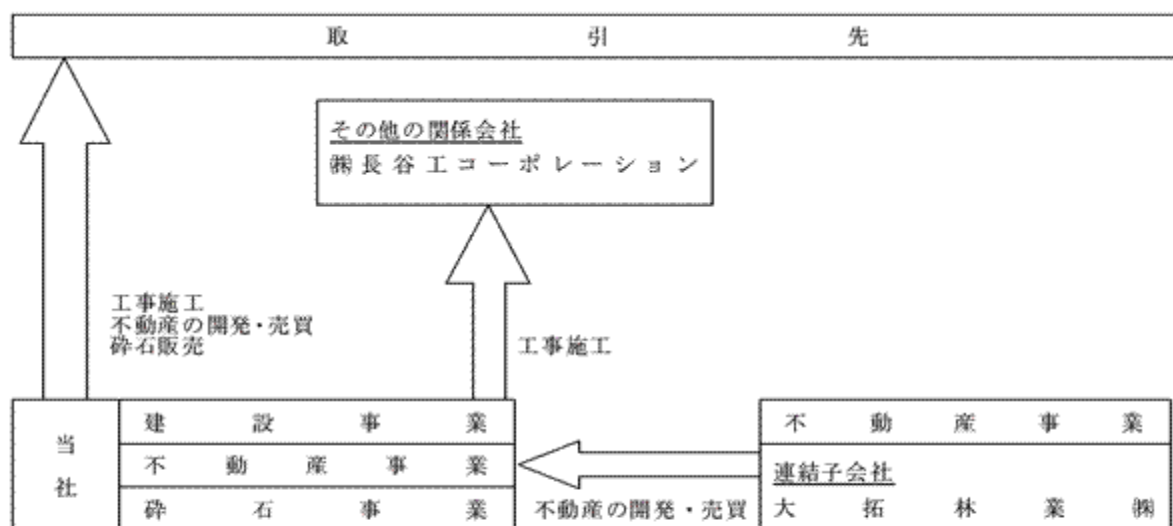 取引先
その他の関係会社
㈱長谷工コーポレーション
工事施工
不動産の開発・売買
砕石販売
工事施工
当社
建設事業
不動産事業
砕石事業
不動産の開発・売買
不動産事業
連結子会社
大拓林業㈱